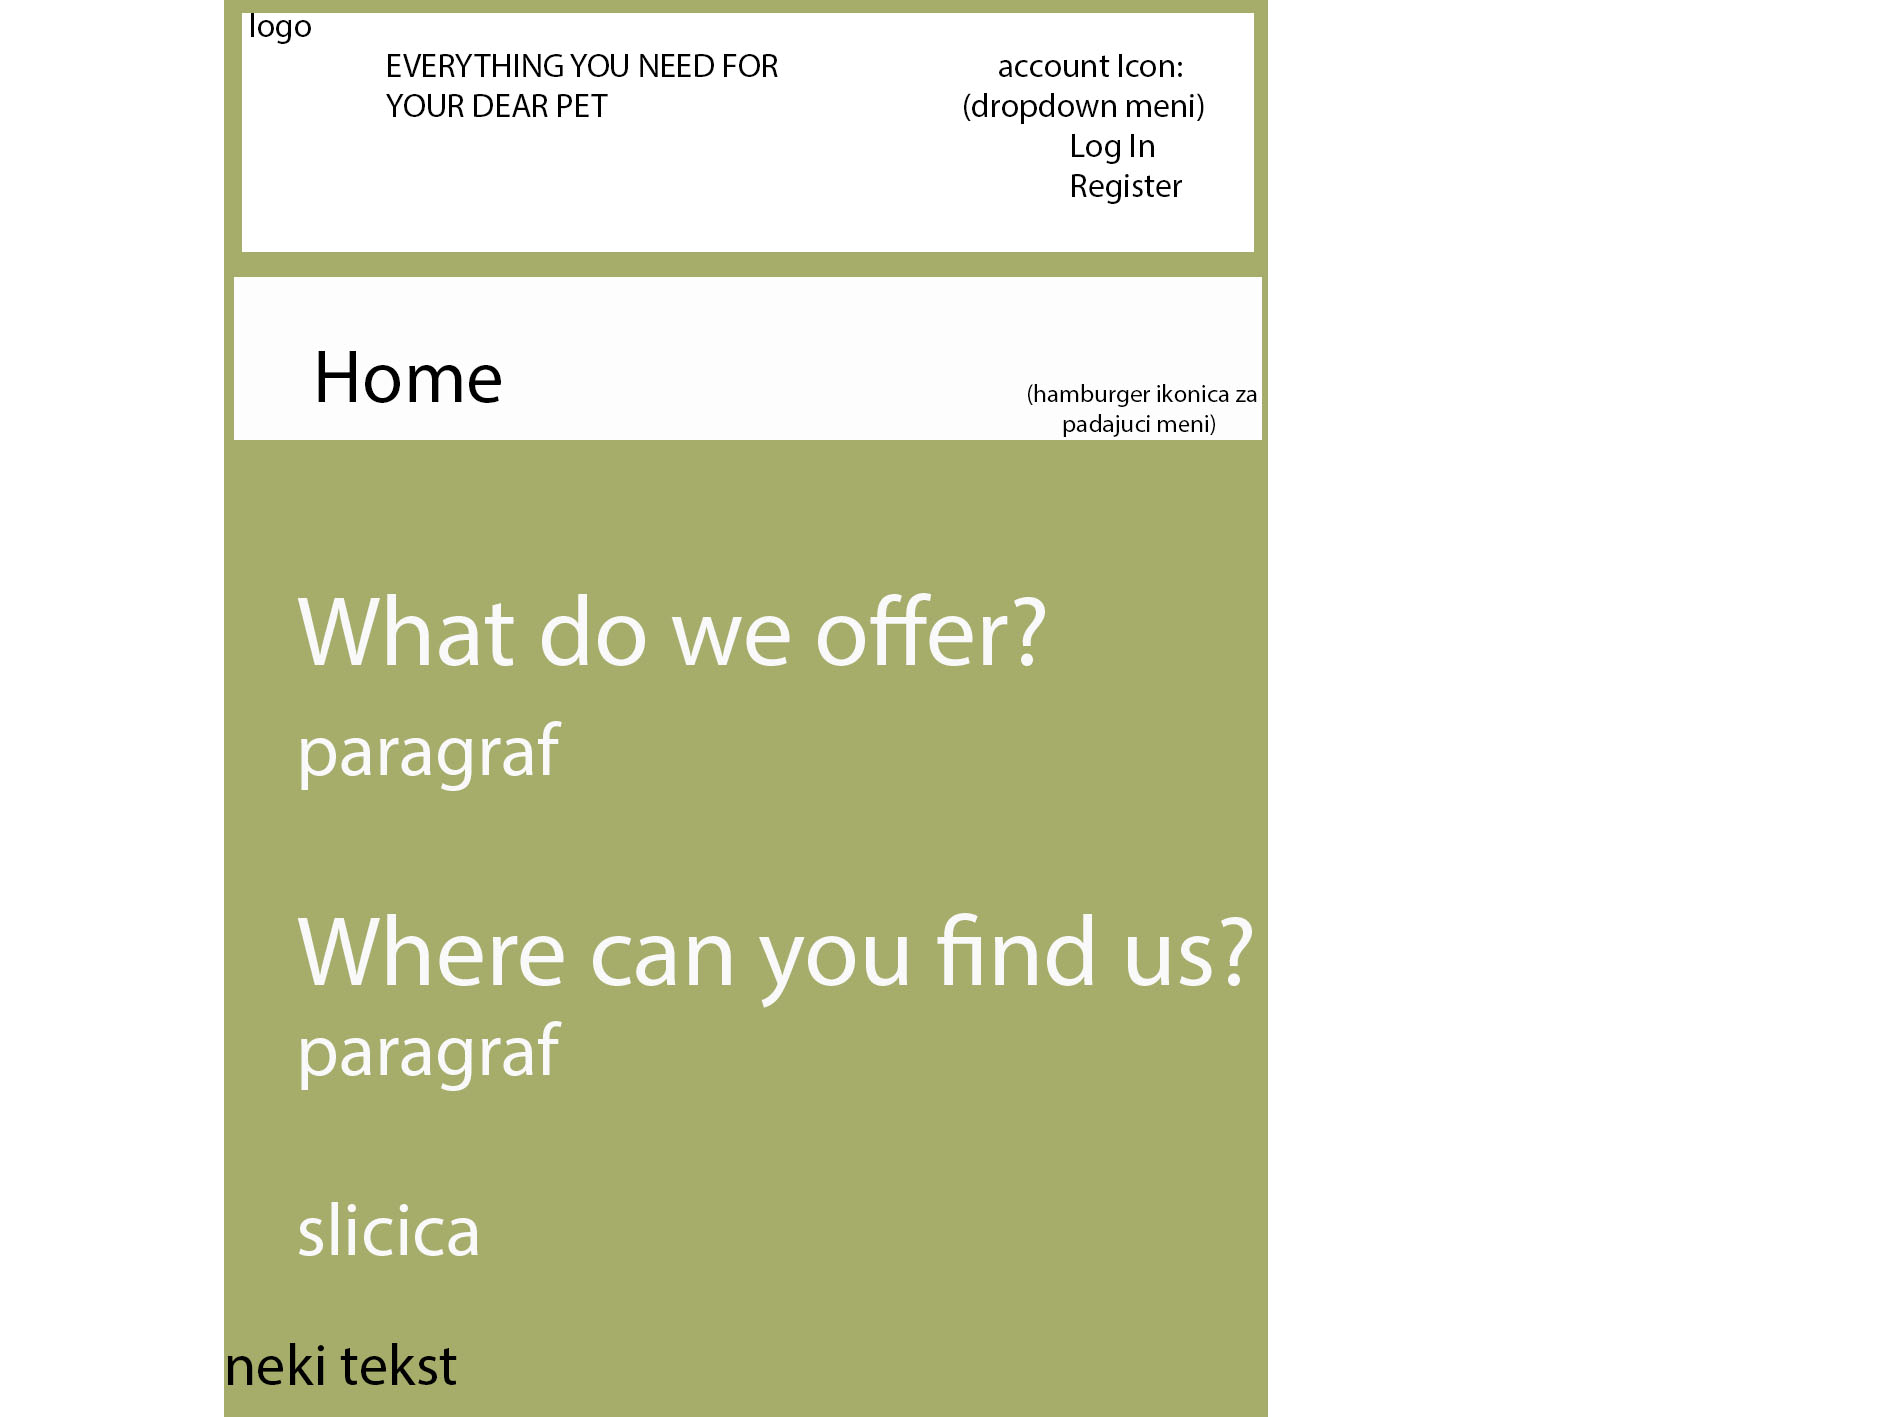 logo
EVERYTHING YOU NEED FOR
YOUR DEAR PET
account Icon:
(dropdown meni)
Log In
Register
Home
(hamburger ikonica za
padajuci meni)
What do we offer?
paragraf
Where can you find us?
paragraf
slicica
neki tekst